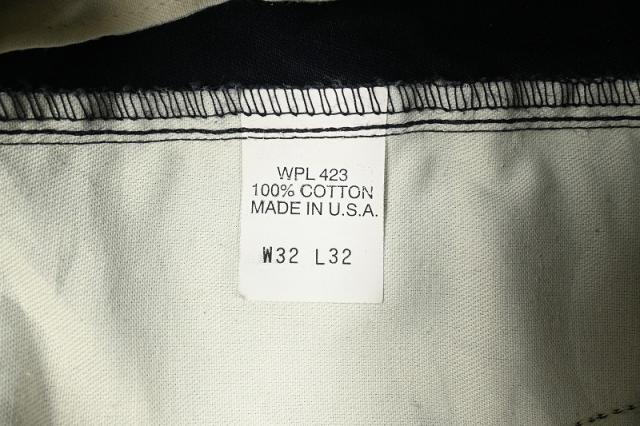 WPL 423
100% COTTON
MADE IN U.S.A.
W32 L32